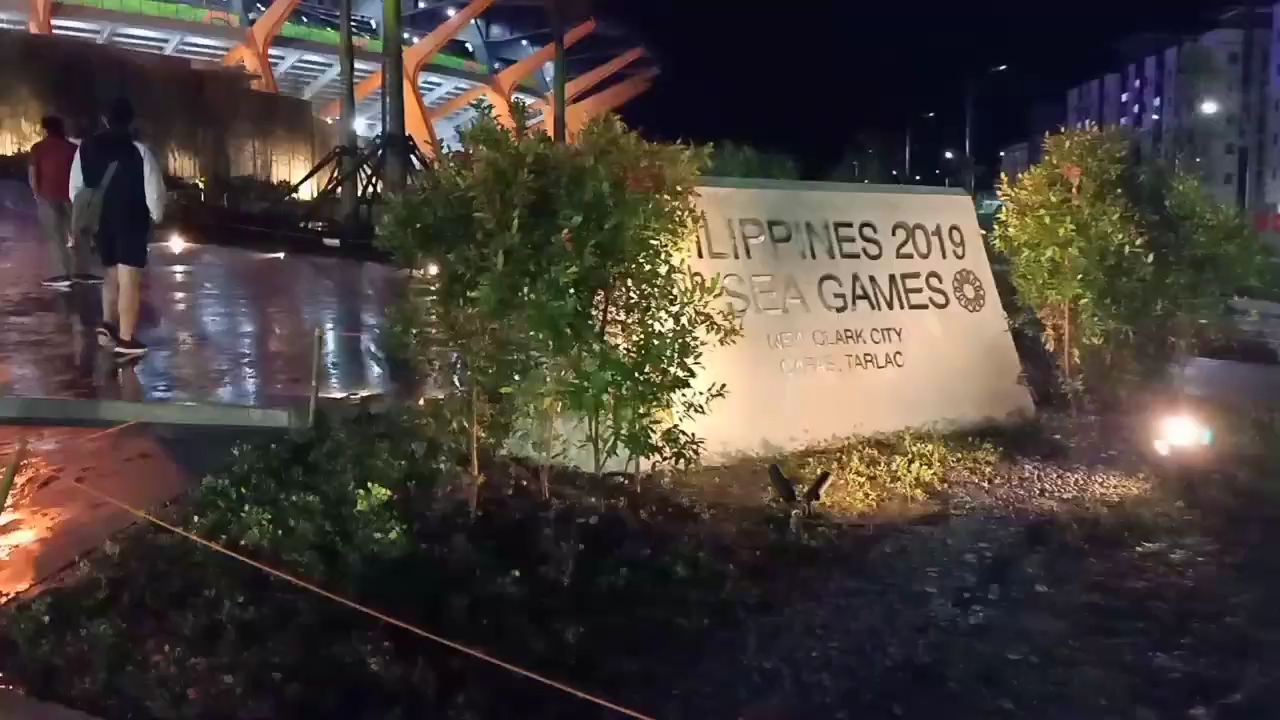 ILIPPINES 2019
h SEA GAMES
NEW CLARK CITY
CAPAS, TARLAC